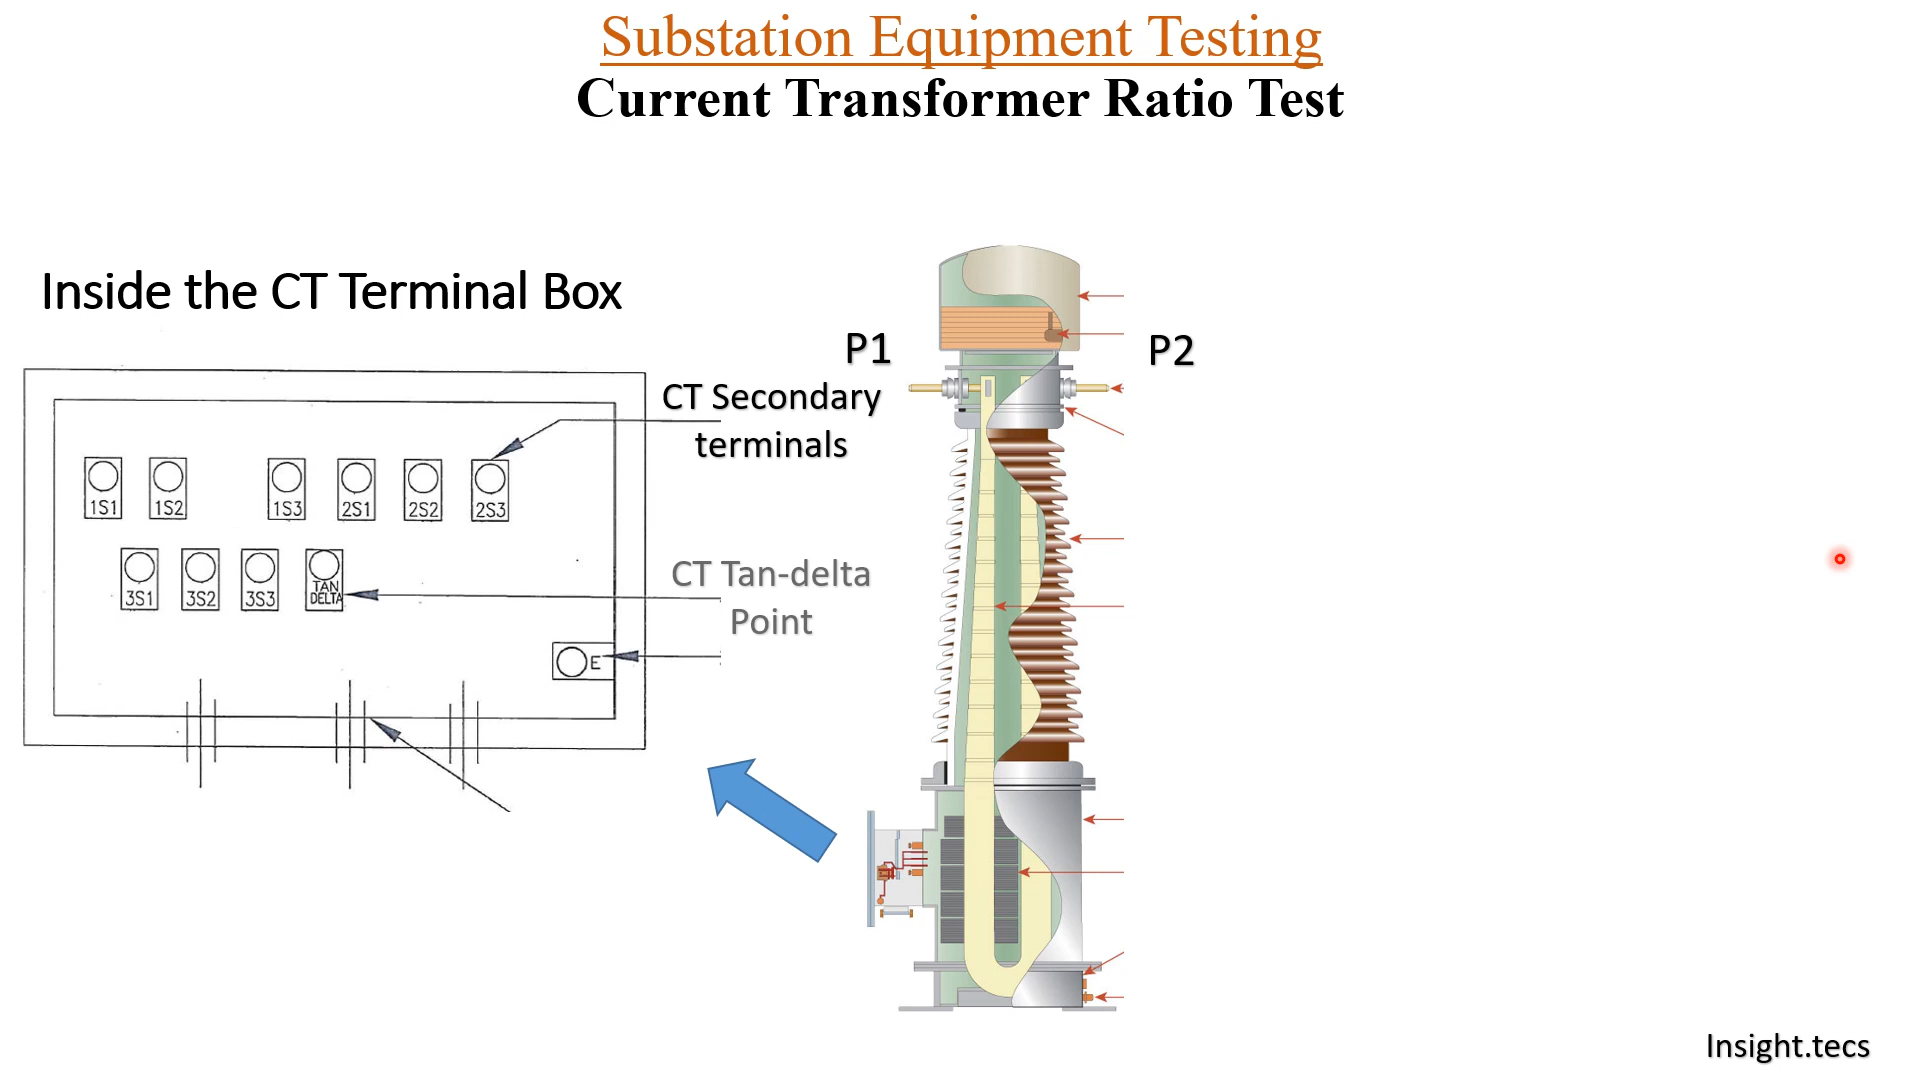 Substation Equipment Testing
Current Transformer Ratio Test
Inside the CT Terminal Box
P1
P2
CT Secondary
terminals
1S1
1S2
1S3
2S1
2S2
2S3
CT Tan-delta
Point
3S1
3S2
3S3
TAN
DELTA
E
Insight.tecs